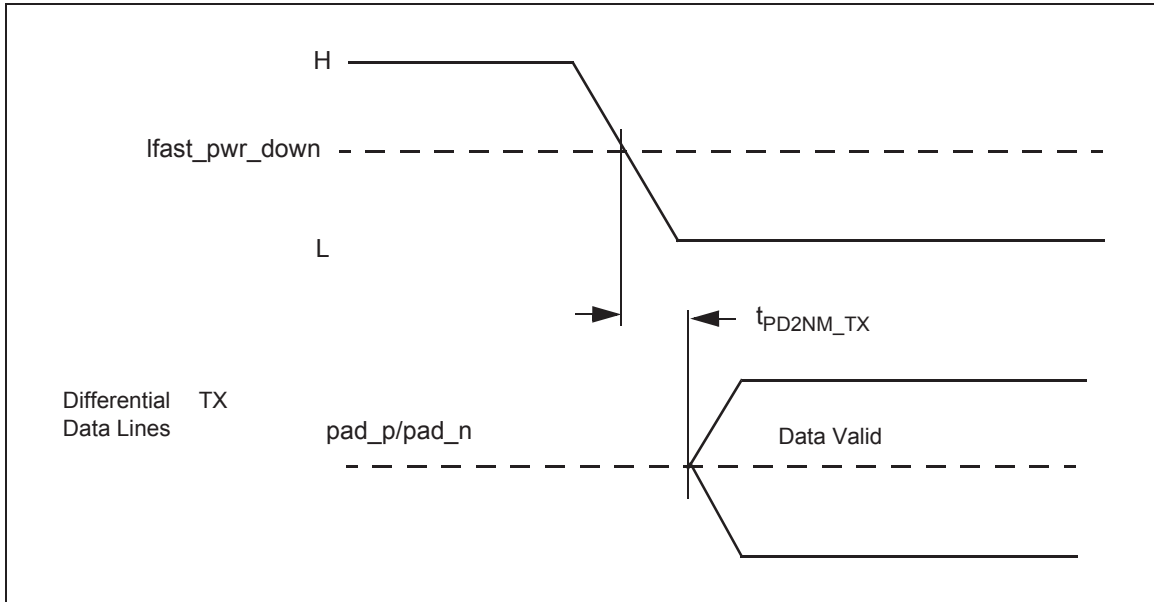 H
lfast_pwr_down
L
tPD2NM_TX
Differential TX
Data Lines
pad_p/pad_n
Data Valid